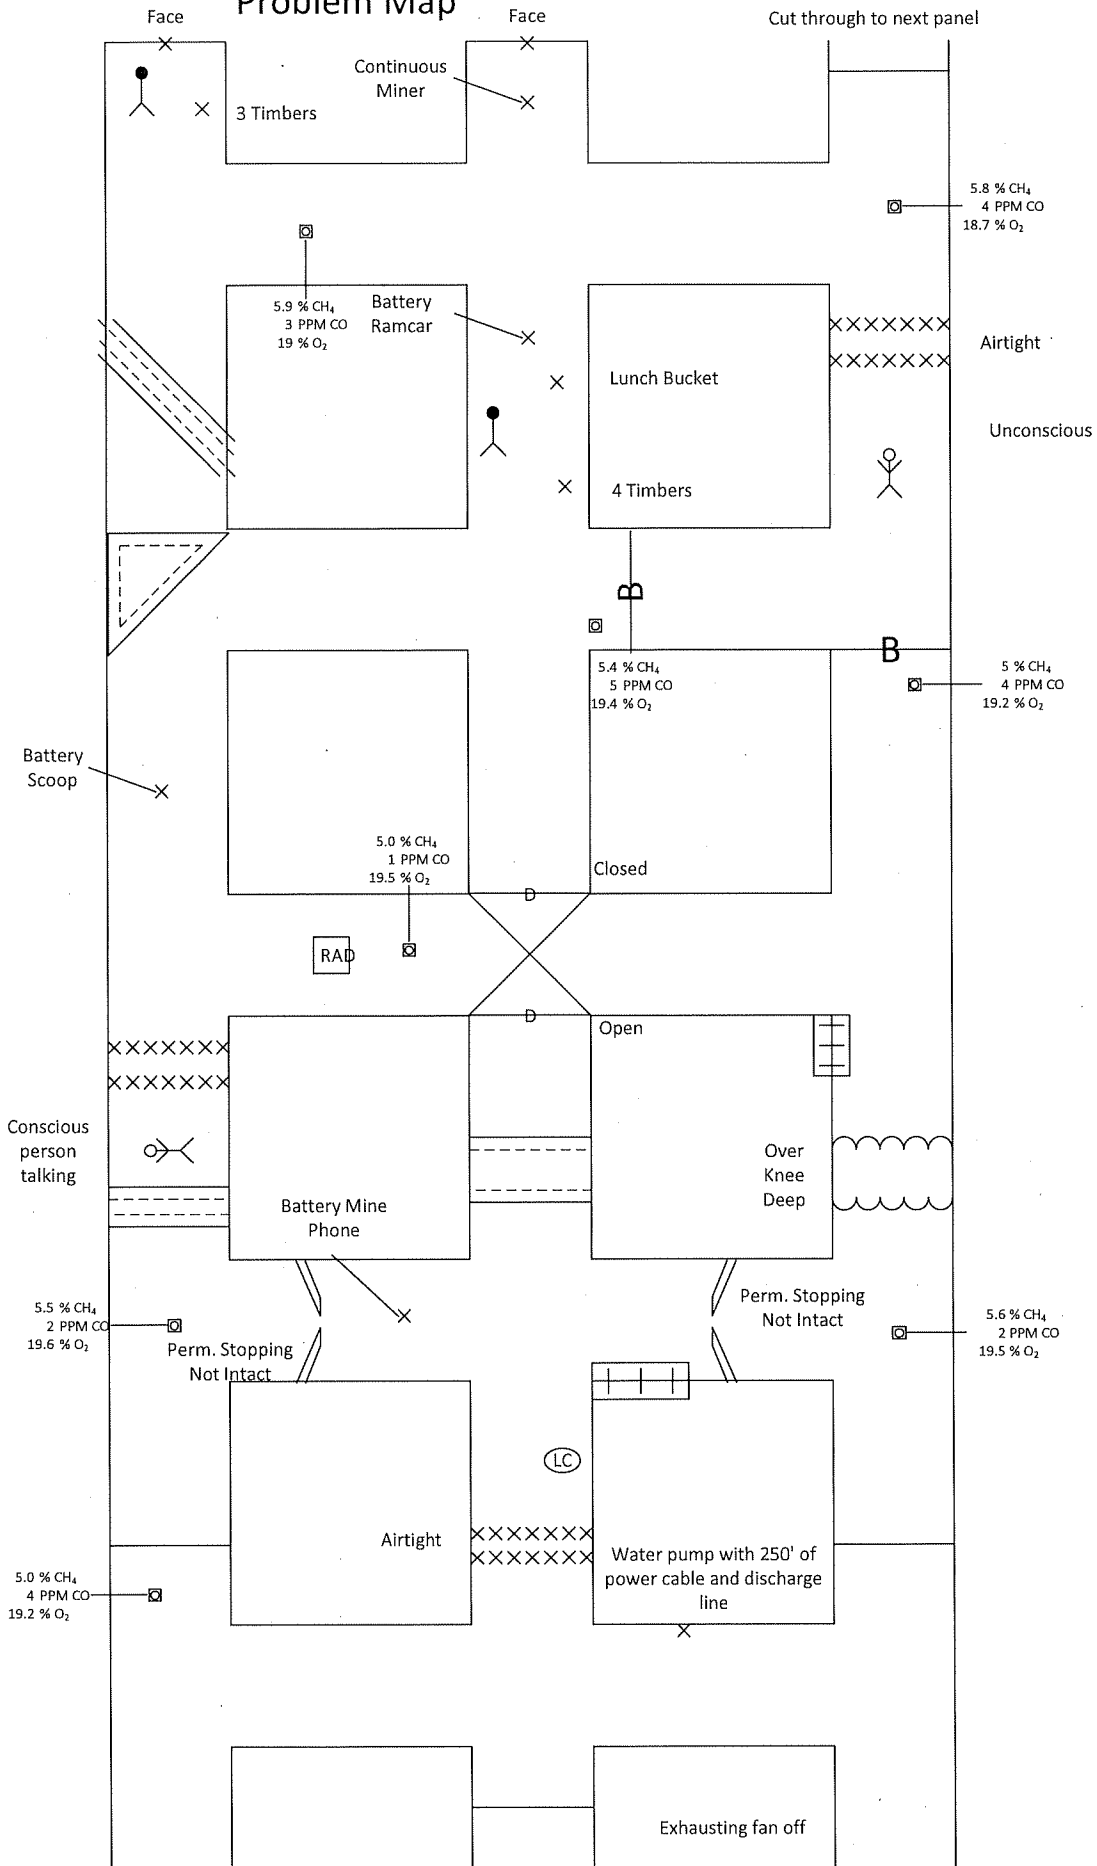 Problem Map
Face
Face
Cut through to next panel
Continuous
Miner
3 Timbers
5.8 % CH₄
4 PPM CO
18.7 % O₂
5.9 % CH₄
3 PPM CO
19 % O₂
Battery
Ramcar
Airtight
Lunch Bucket
Unconscious
4 Timbers
B
B
5.4 % CH₄
5 PPM CO
19.4 % O₂
5 % CH₄
4 PPM CO
19.2 % O₂
Battery
Scoop
5.0 % CH₄
1 PPM CO
19.5 % O₂
Closed
D
RAD
D
Open
Conscious
person
talking
Over
Knee
Deep
Battery Mine
Phone
5.5 % CH₄
2 PPM CO
19.6 % O₂
Perm. Stopping
Not Intact
Perm. Stopping
Not Intact
5.6 % CH₄
2 PPM CO
19.5 % O₂
LC
Airtight
Water pump with 250' of
power cable and discharge
line
5.0 % CH₄
4 PPM CO
19.2 % O₂
Exhausting fan off